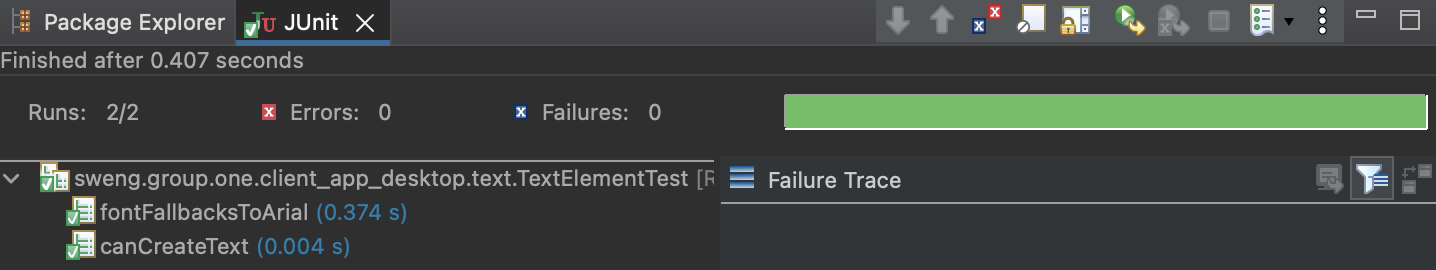 Package Explorer JUnit
Finished after 0.407 seconds
Runs: 2/2 Errors: 0 Failures: 0
sweng.group.one.client_app_desktop.text.TextElementTest [R
Failure Trace
fontFallbacksToArial (0.374 s)
canCreateText (0.004 s)